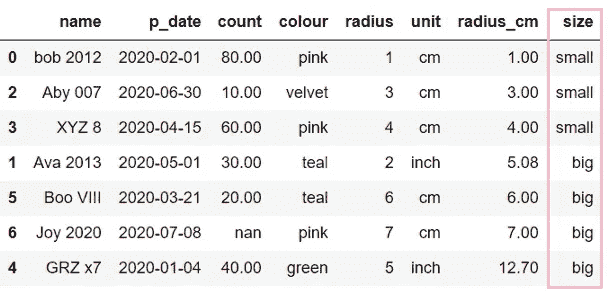 name p_date count colour radius unit radius_cm size
0 bob 2012 2020-02-01 80.00 pink 1 cm 1.00 small
2 Aby 007 2020-06-30 10.00 velvet 3 cm 3.00 small
3 XYZ 8 2020-04-15 60.00 pink 4 cm 4.00 small
1 Ava 2013 2020-05-01 30.00 teal 2 inch 5.08 big
5 Boo VIII 2020-03-21 20.00 teal 6 cm 6.00 big
6 Joy 2020 2020-07-08 nan pink 7 cm 7.00 big
4 GRZ x7 2020-01-04 40.00 green 5 inch 12.70 big